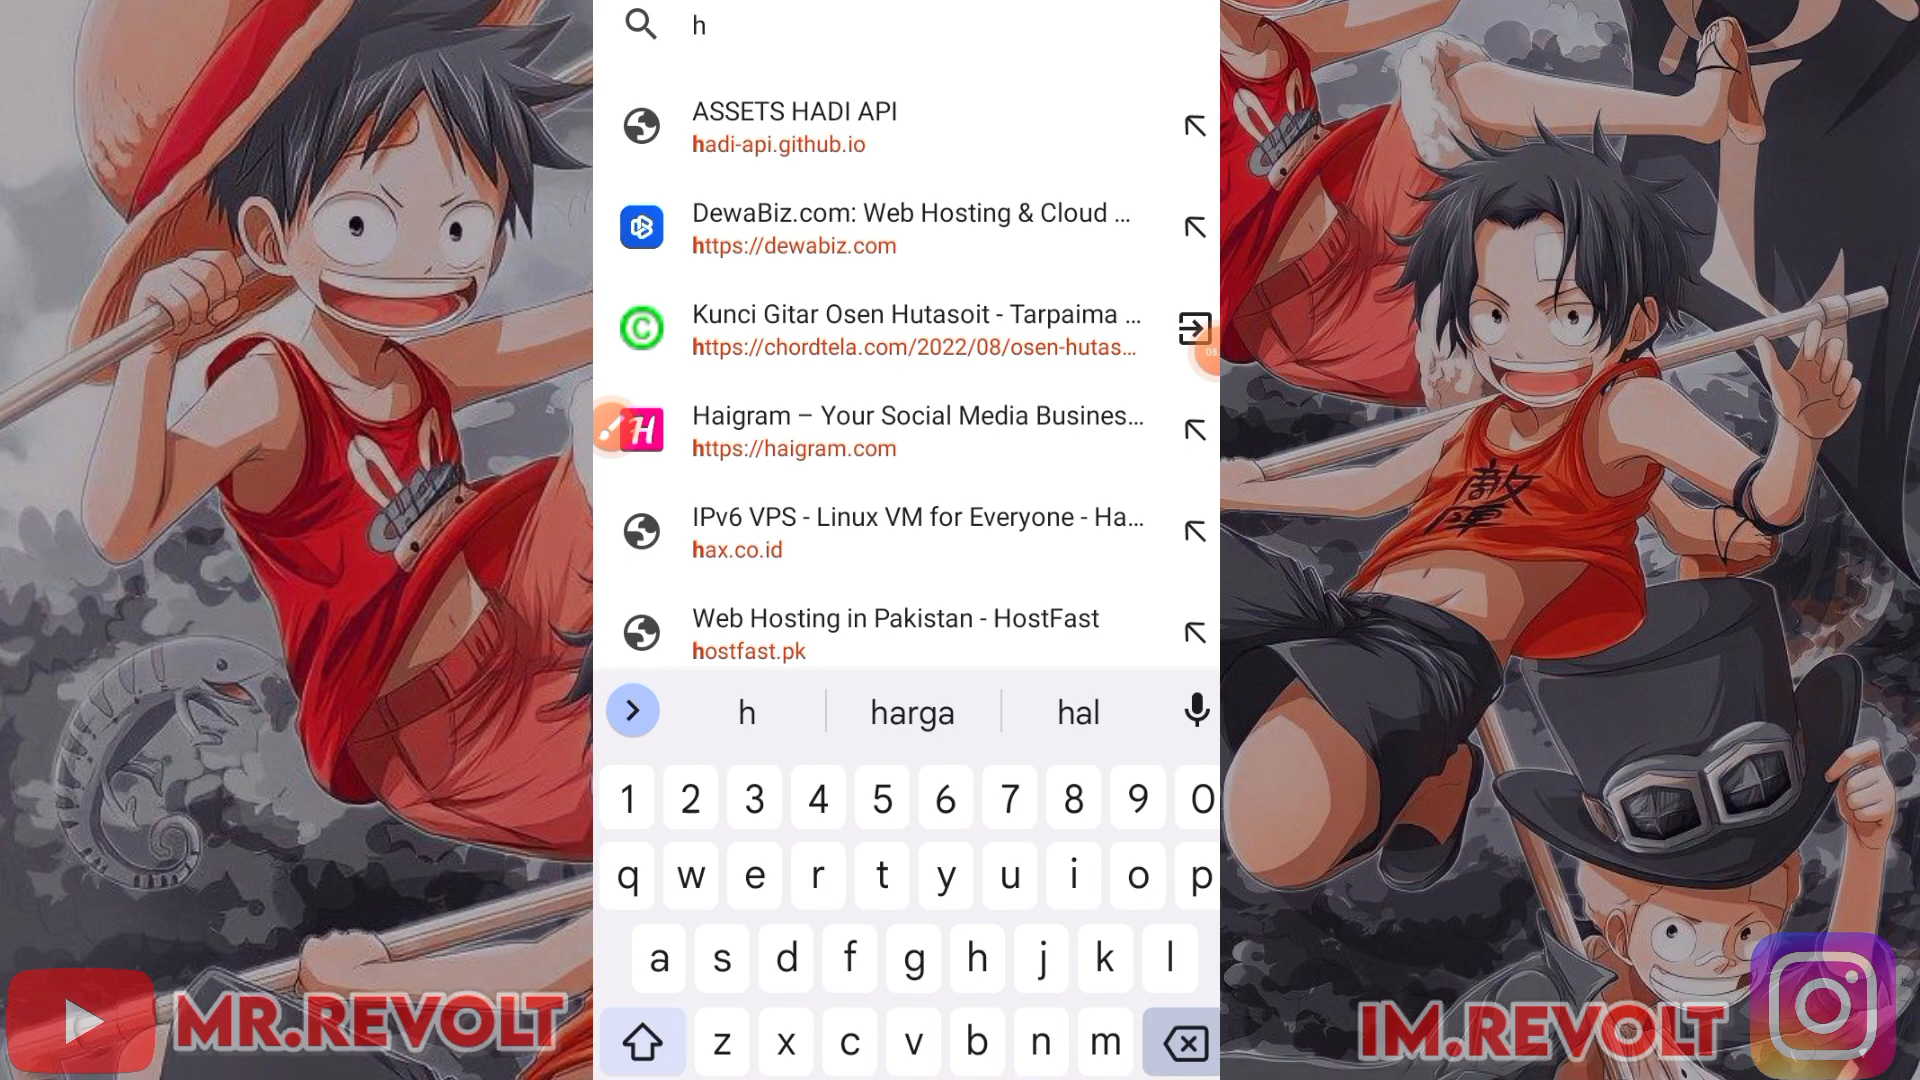 h
ASSETS HADI API
hadi-api.github.io
DewaBiz.com: Web Hosting & Cloud ...
https://dewabiz.com
Kunci Gitar Osen Hutasoit - Tarpaima ...
https://chordtela.com/2022/08/osen-hutas...
08
Haigram – Your Social Media Busines...
https://haigram.com
IPv6 VPS - Linux VM for Everyone - Ha...
hax.co.id
Web Hosting in Pakistan - HostFast
hostfast.pk
h harga hal
1 2 3 4 5 6 7 8 9 0
q w e r t y u i o p
a s d f g h j k l
z x c v b n m
MR.REVOLT
IM.REVOLT